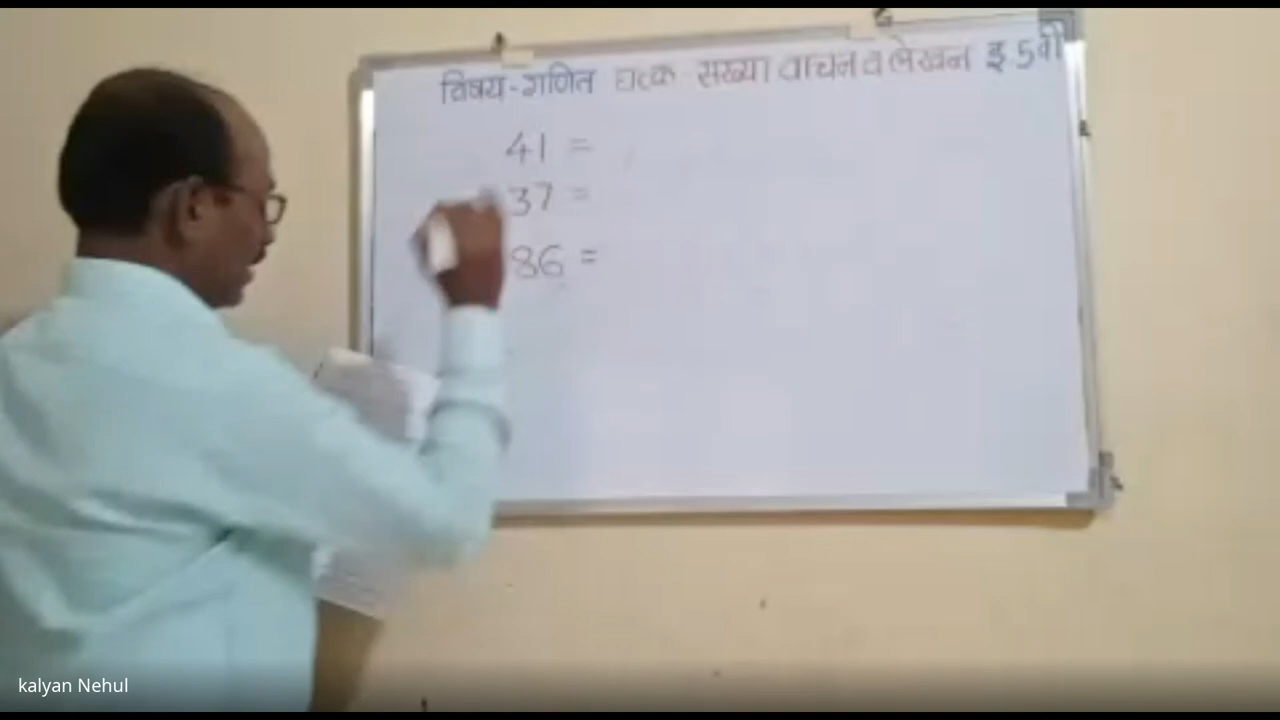 विषय-गणित घटक संख्या वाचन व लेखन इ 5वी
41 =
37 =
86 =
kalyan Nehul